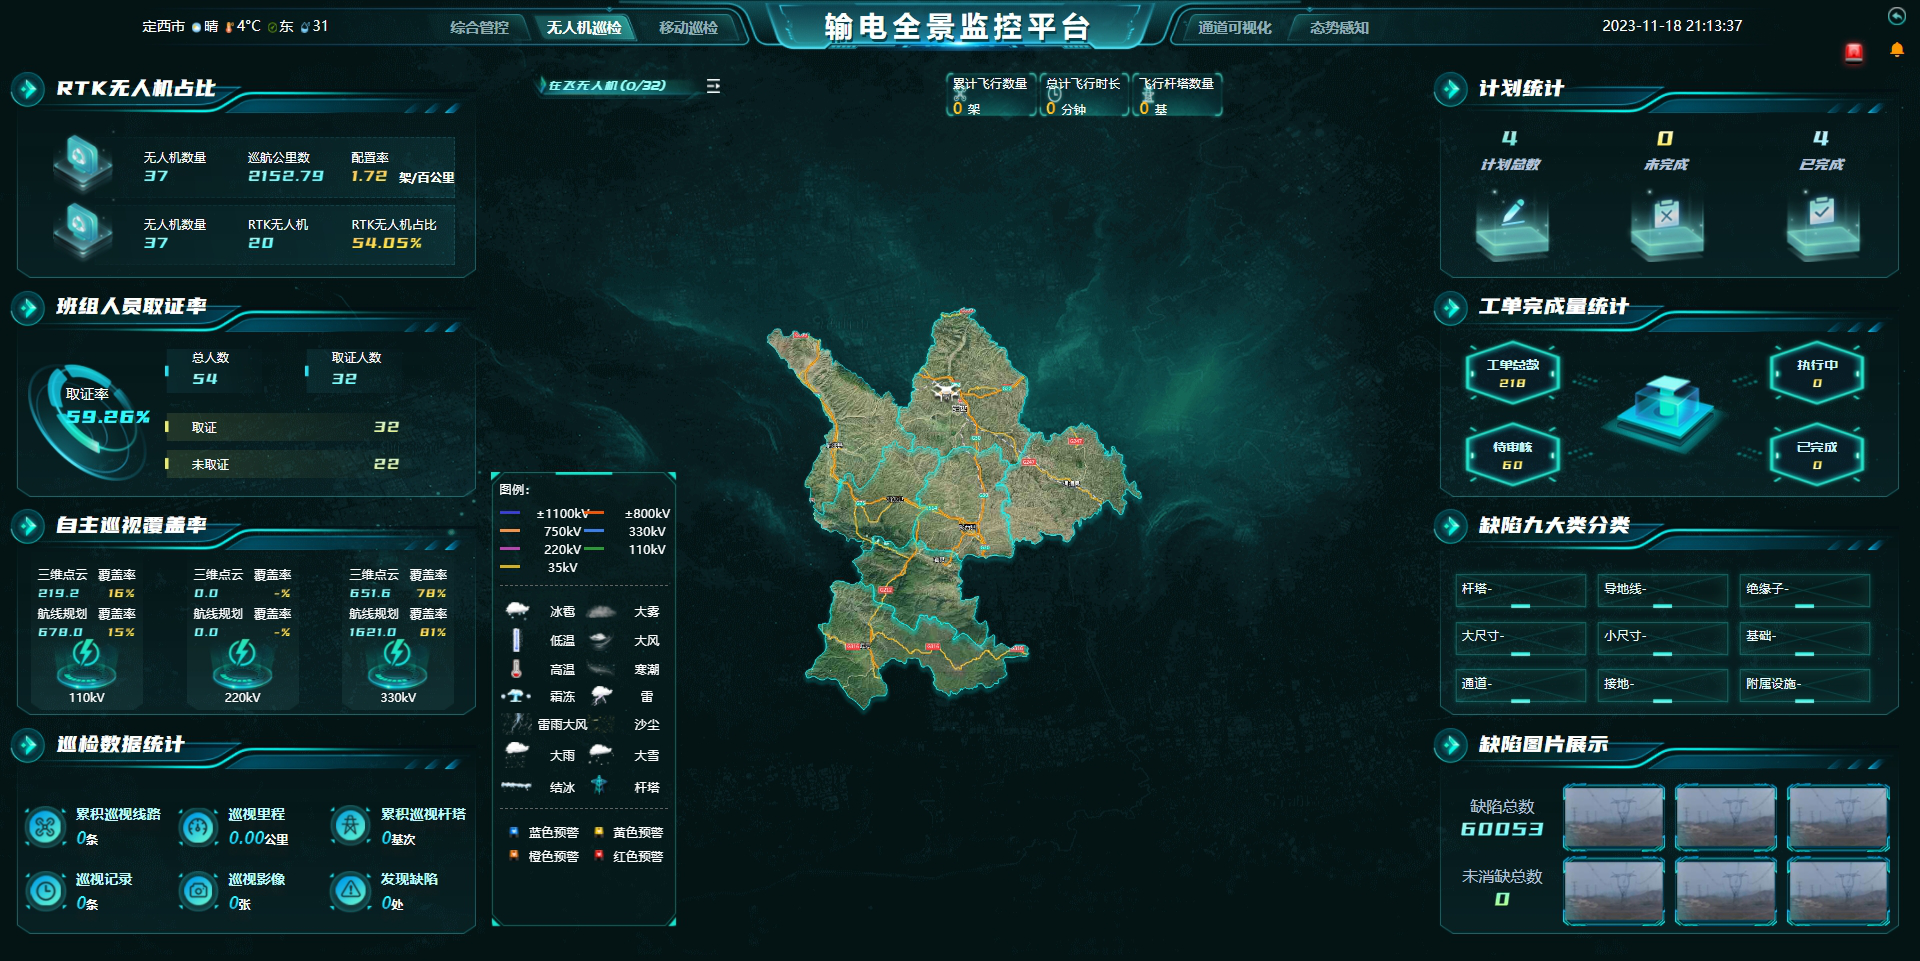 定西市 晴 4°C 东 31
综合管控
无人机巡检
移动巡检
输电全景监控平台
通道可视化
态势感知
2023-11-18 21:13:37
RTK无人机占比
无人机数量 巡航公里数 配置率
37 2152.79 1.72 架/百公里
无人机数量 RTK无人机 RTK无人机占比
37 20 54.05%
班组人员取证率
取证率
59.26%
总人数 取证人数
54 32
取证 32
未取证 22
自主巡视覆盖率
三维点云 覆盖率 三维点云 覆盖率 三维点云 覆盖率
219.2 16% 0.0 -% 651.6 78%
航线规划 覆盖率 航线规划 覆盖率 航线规划 覆盖率
678.0 15% 0.0 -% 1621.0 81%
110kV 220kV 330kV
巡检数据统计
累积巡视线路 巡视里程 累积巡视杆塔
0条 0.00公里 0基次
巡视记录 巡视影像 发现缺陷
0条 0张 0处
在飞无人机(0/32)
累计飞行数量 总计飞行时长 飞行杆塔数量
0 架 0 分钟 0 基
图例:
±1100kV ±800kV
750kV 330kV
220kV 110kV
35kV
冰雹 大雾
低温 大风
高温 寒潮
霜冻 雷
雷雨大风 沙尘
大雨 大雪
结冰 杆塔
蓝色预警 黄色预警
橙色预警 红色预警
G247
G247
G30
G212
G316
G316
计划统计
4 0 4
计划总数 未完成 已完成
工单完成量统计
工单总数 执行中
218 0
待审核 已完成
60 0
缺陷九大类分类
杆塔- 导地线- 绝缘子-
大尺寸- 小尺寸- 基础-
通道- 接地- 附属设施-
缺陷图片展示
缺陷总数
60053
未消缺总数
0